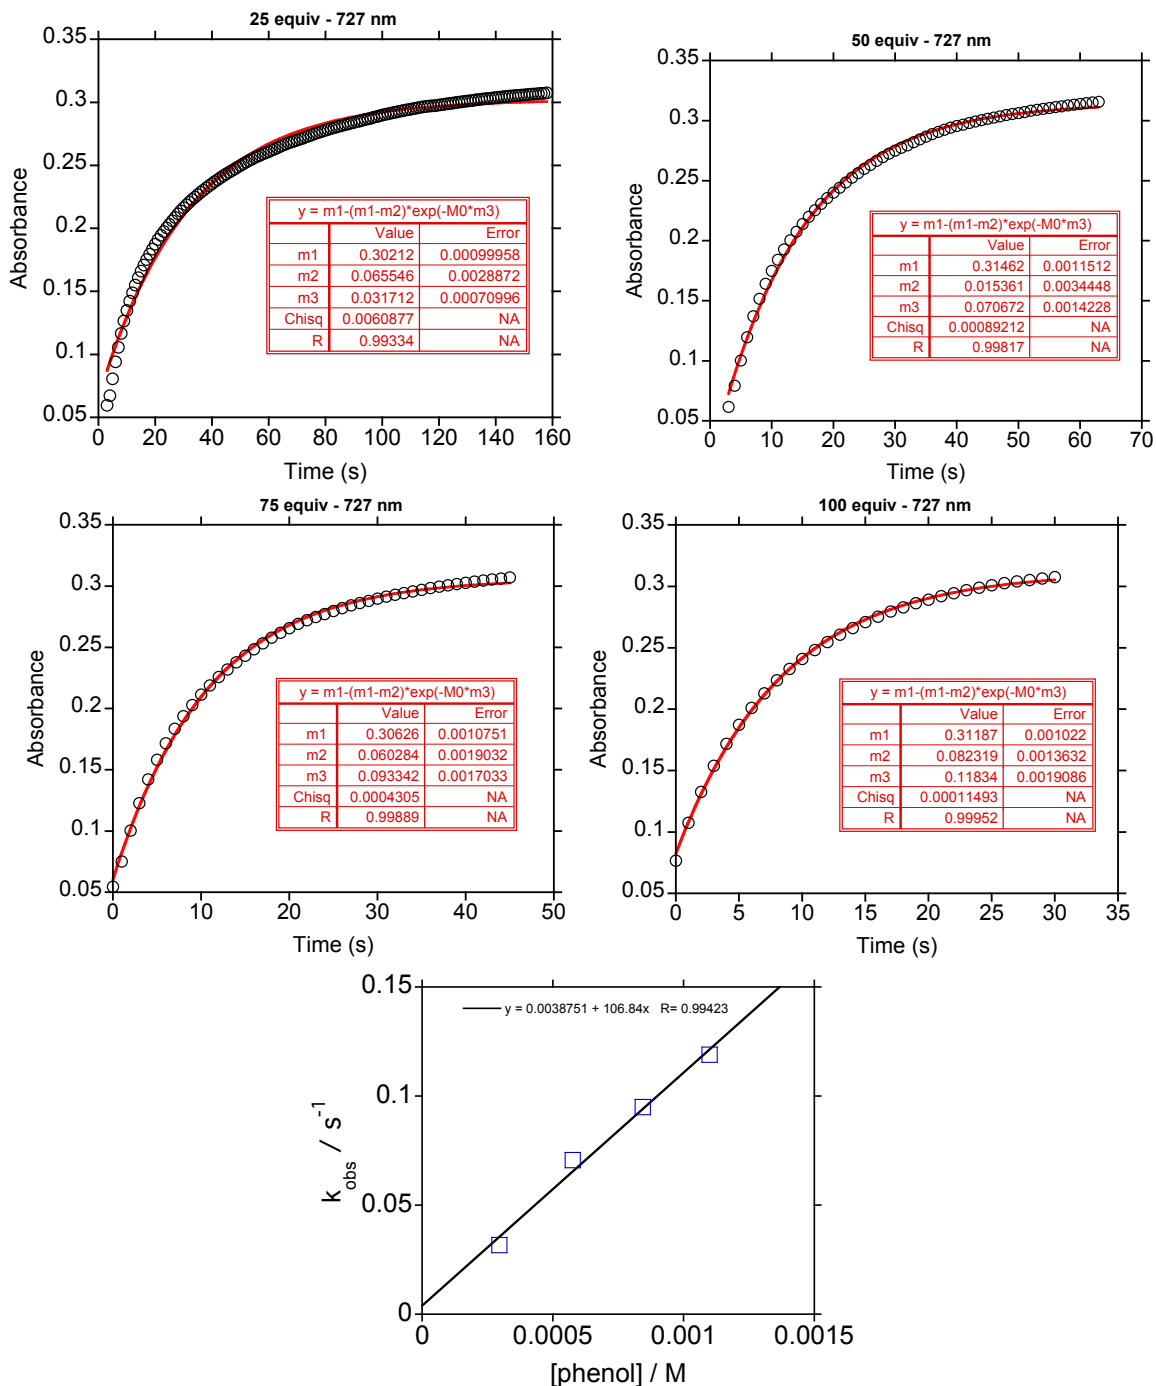 25 equiv - 727 nm
0.35
0.3
0.25
0.2
0.15
0.1
0.05
Absorbance
y = m1-(m1-m2)*exp(-M0*m3)
Value Error
m1 0.30212 0.00099958
m2 0.065546 0.0028872
m3 0.031712 0.00070996
Chisq 0.0060877 NA
R 0.99334 NA
0 20 40 60 80 100 120 140 160
Time (s)
50 equiv - 727 nm
0.35
0.3
0.25
0.2
0.15
0.1
0.05
Absorbance
y = m1-(m1-m2)*exp(-M0*m3)
Value Error
m1 0.31462 0.0011512
m2 0.015361 0.0034448
m3 0.070672 0.0014228
Chisq 0.00089212 NA
R 0.99817 NA
0 10 20 30 40 50 60 70
Time (s)
75 equiv - 727 nm
0.35
0.3
0.25
0.2
0.15
0.1
0.05
Absorbance
y = m1-(m1-m2)*exp(-M0*m3)
Value Error
m1 0.30626 0.0010751
m2 0.060284 0.0019032
m3 0.093342 0.0017033
Chisq 0.0004305 NA
R 0.99889 NA
0 10 20 30 40 50
Time (s)
100 equiv - 727 nm
0.35
0.3
0.25
0.2
0.15
0.1
0.05
Absorbance
y = m1-(m1-m2)*exp(-M0*m3)
Value Error
m1 0.31187 0.001022
m2 0.082319 0.0013632
m3 0.11834 0.0019086
Chisq 0.00011493 NA
R 0.99952 NA
0 5 10 15 20 25 30 35
Time (s)
0.15
0.1
0.05
0
k_obs / s^-1
y = 0.0038751 + 106.84x R= 0.99423
0 0.0005 0.001 0.0015
[phenol] / M